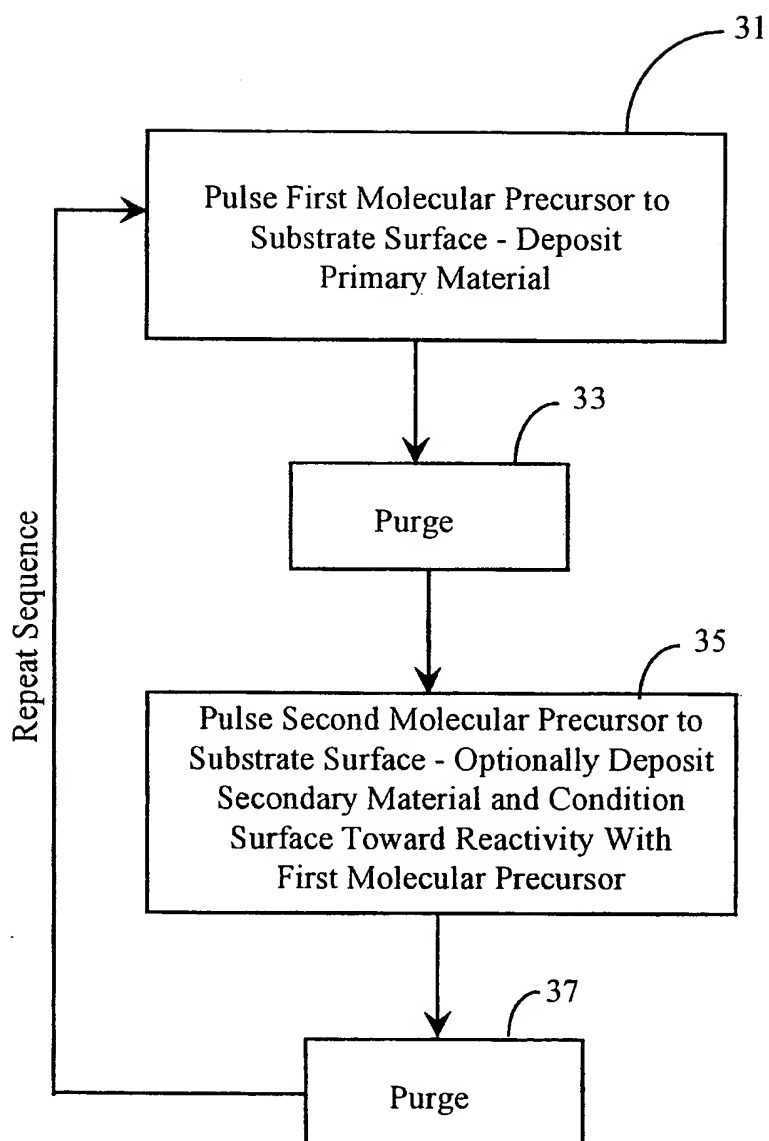 31
Pulse First Molecular Precursor to
Substrate Surface - Deposit
Primary Material
33
Purge
Repeat Sequence
35
Pulse Second Molecular Precursor to
Substrate Surface - Optionally Deposit
Secondary Material and Condition
Surface Toward Reactivity With
First Molecular Precursor
37
Purge